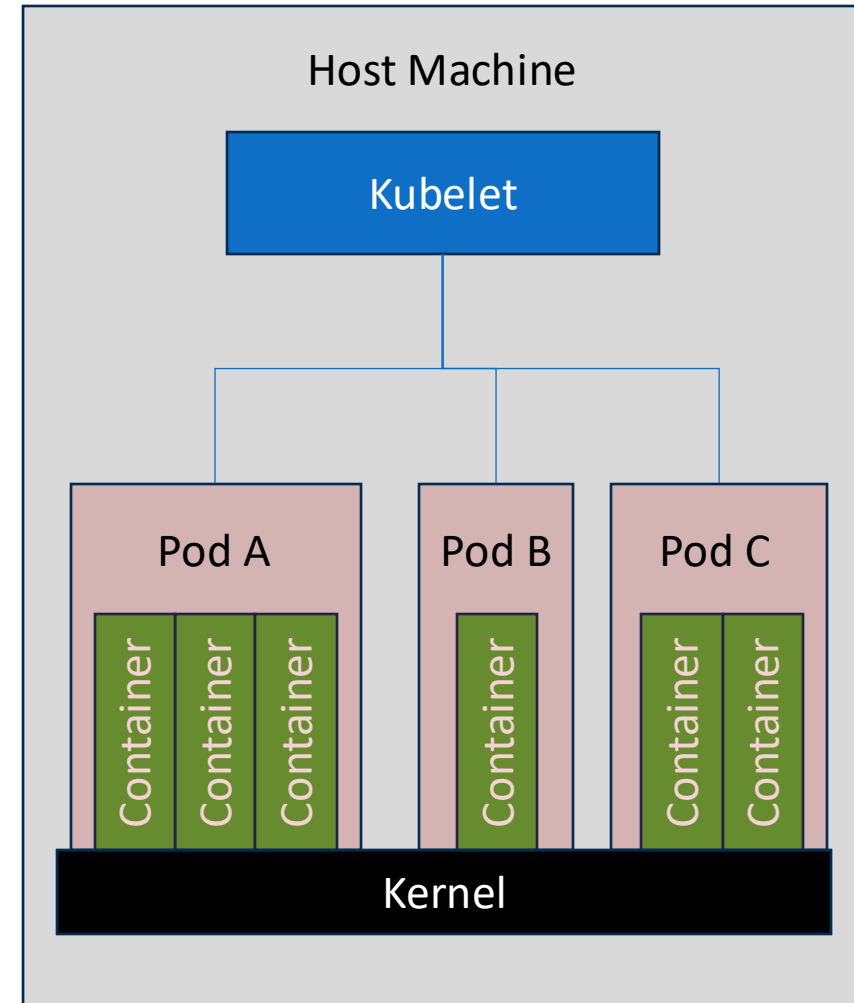 Host Machine
Kubelet
Pod A
Pod B
Pod C
Container
Container
Container
Container
Container
Container
Kernel